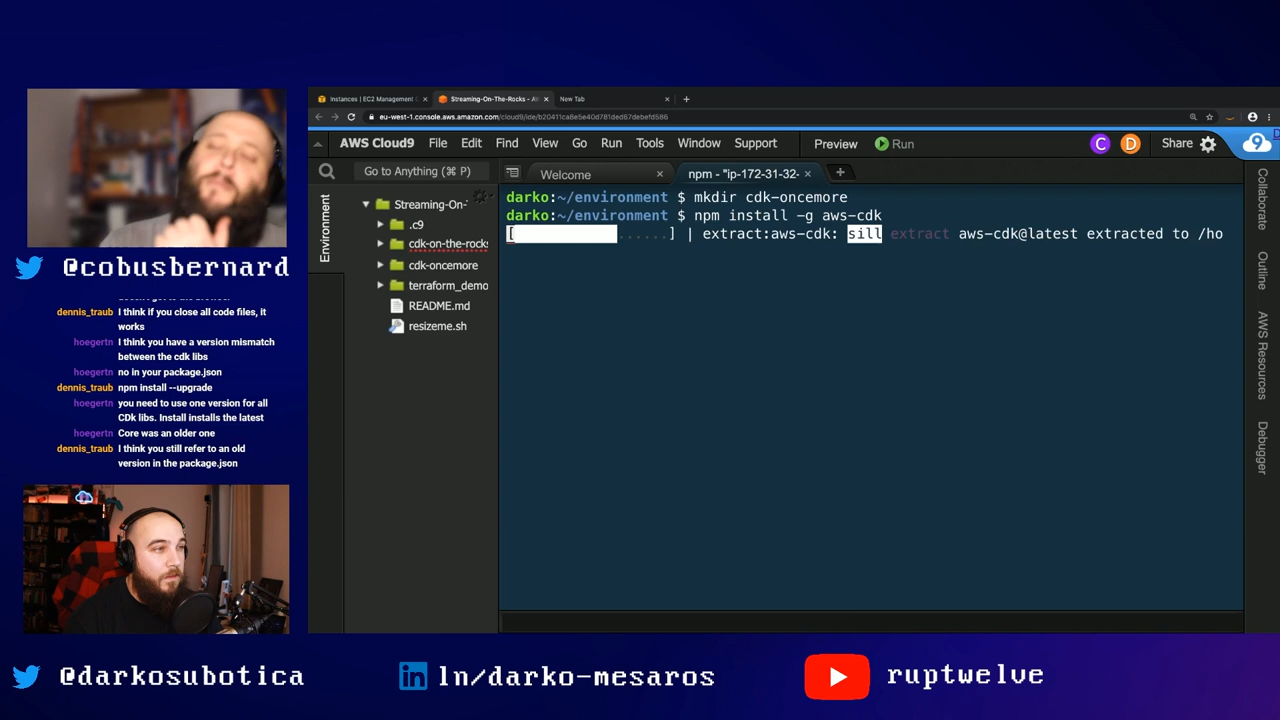 Instances | EC2 Management
Streaming-On-The-Rocks - A
New Tab
eu-west-1.console.aws.amazon.com/cloud9/ide/b20411ca8e5e40d781ded67debefd586
AWS Cloud9 File Edit Find View Go Run Tools Window Support Preview Run C D Share
Go to Anything (⌘ P)
Welcome
npm - "ip-172-31-32-
Environment
Streaming-On-
.c9
cdk-on-the-rocks
cdk-oncemore
terraform_demo
README.md
resizeme.sh
darko:~/environment $ mkdir cdk-oncemore
darko:~/environment $ npm install -g aws-cdk
[ ......] | extract:aws-cdk: sill extract aws-cdk@latest extracted to /ho
Collaborate
Outline
AWS Resources
Debugger
@cobusbernard
dennis_traub I think if you close all code files, it
works
hoegertn I think you have a version mismatch
between the cdk libs
hoegertn no in your package.json
dennis_traub npm install --upgrade
hoegertn you need to use one version for all
CDk libs. Install installs the latest
hoegertn Core was an older one
dennis_traub I think you still refer to an old
version in the package.json
@darkosubotica
in ln/darko-mesaros
ruptwelve